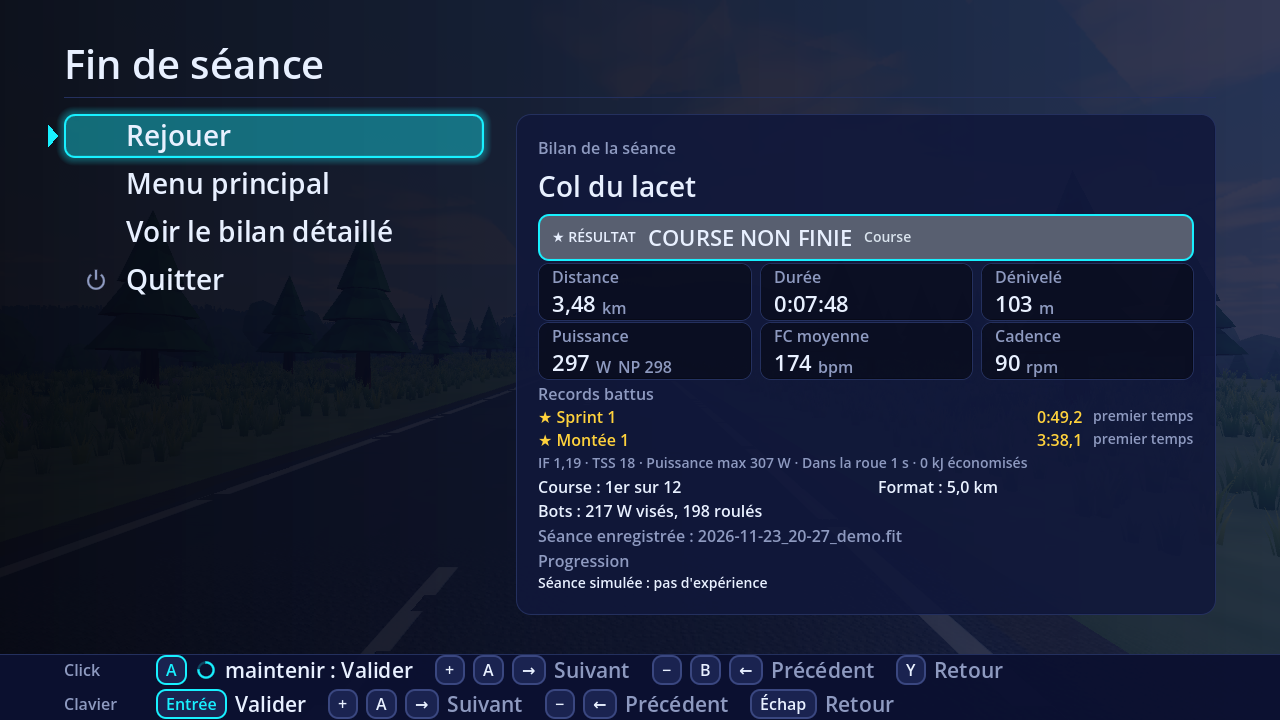 Fin de séance
Rejouer
Menu principal
Voir le bilan détaillé
Quitter
Bilan de la séance
Col du lacet
★ RÉSULTAT COURSE NON FINIE Course
Distance Durée Dénivelé
3,48 km 0:07:48 103 m
Puissance FC moyenne Cadence
297 W NP 298 174 bpm 90 rpm
Records battus
★ Sprint 1 0:49,2 premier temps
★ Montée 1 3:38,1 premier temps
IF 1,19 · TSS 18 · Puissance max 307 W · Dans la roue 1 s · 0 kJ économisés
Course : 1er sur 12 Format : 5,0 km
Bots : 217 W visés, 198 roulés
Séance enregistrée : 2026-11-23_20-27_demo.fit
Progression
Séance simulée : pas d'expérience
Click A maintenir : Valider + A → Suivant − B ← Précédent Y Retour
Clavier Entrée Valider + A → Suivant − ← Précédent Échap Retour